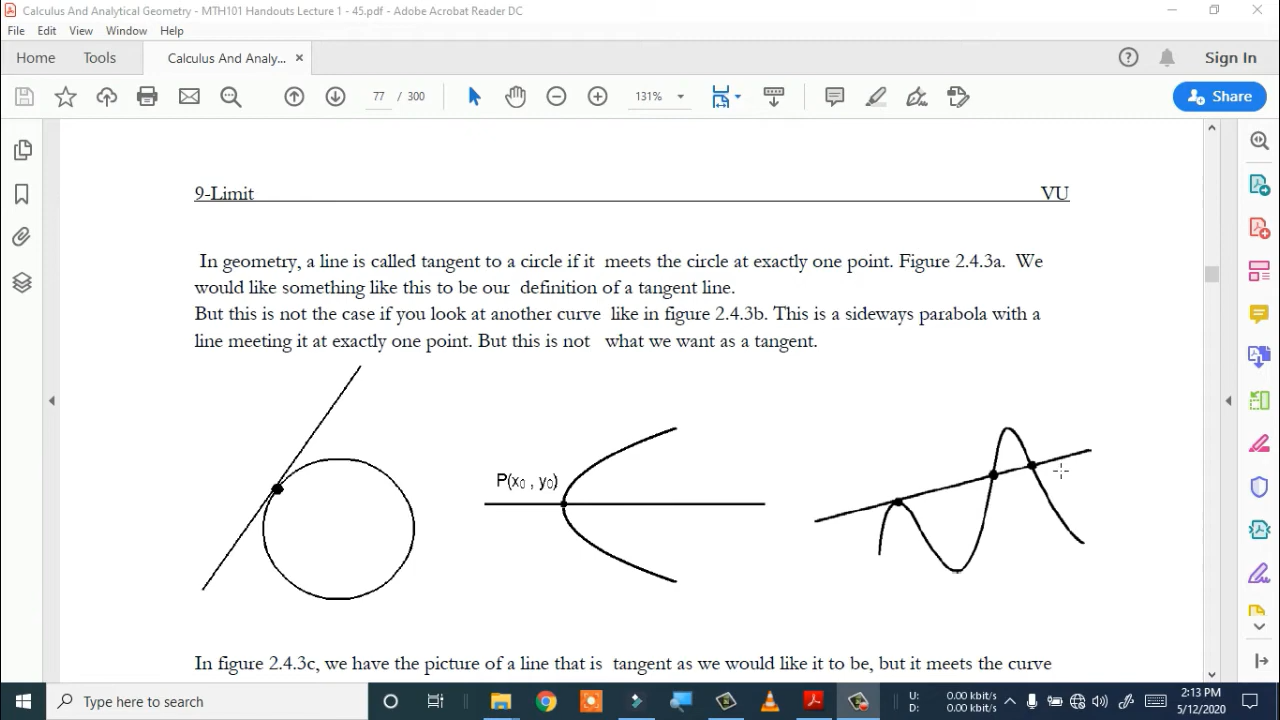 Calculus And Analytical Geometry - MTH101 Handouts Lecture 1 - 45.pdf - Adobe Acrobat Reader DC
File Edit View Window Help
Home Tools Calculus And Analy... × Sign In
77 / 300 131% Share
9-Limit VU
In geometry, a line is called tangent to a circle if it meets the circle at exactly one point. Figure 2.4.3a. We
would like something like this to be our definition of a tangent line.
But this is not the case if you look at another curve like in figure 2.4.3b. This is a sideways parabola with a
line meeting it at exactly one point. But this is not what we want as a tangent.
P(x₀ , y₀)
In figure 2.4.3c, we have the picture of a line that is tangent as we would like it to be, but it meets the curve
Type here to search
U: 0.00 kbit/s
D: 0.00 kbit/s
2:13 PM
5/12/2020